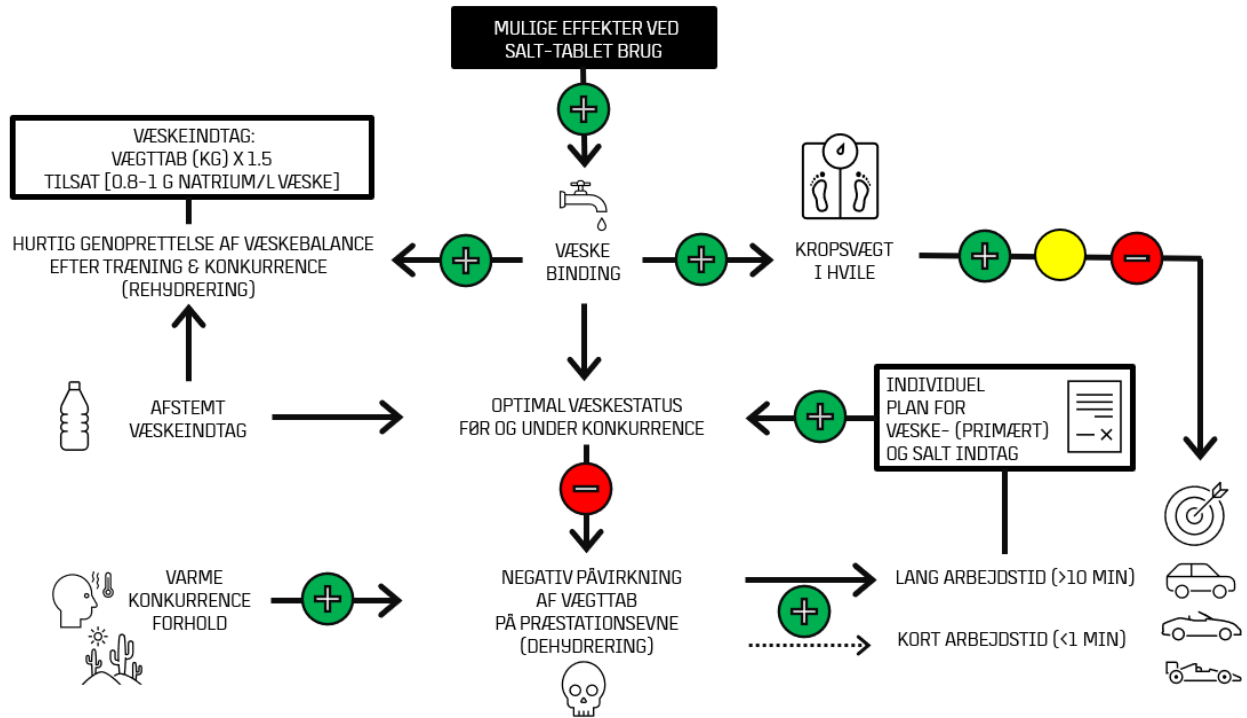 MULIGE EFFEKTER VED
SALT-TABLET BRUG
VÆSKEINDTAG:
VÆGTTAB (KG) X 1.5
TILSAT [0.8-1 G NATRIUM/L VÆSKE]
HURTIG GENOPRETTELSE AF VÆSKEBALANCE
EFTER TRÆNING & KONKURRENCE
(REHYDRERING)
VÆSKE
BINDING
KROPSVÆGT
I HVILE
AFSTEMT
VÆSKEINDTAG
OPTIMAL VÆSKESTATUS
FØR OG UNDER KONKURRENCE
INDIVIDUEL
PLAN FOR
VÆSKE- (PRIMÆRT)
OG SALT INDTAG
VARME
KONKURRENCE
FORHOLD
NEGATIV PÅVIRKNING
AF VÆGTTAB
PÅ PRÆSTATIONSEVNE
(DEHYDRERING)
LANG ARBEJDSTID (>10 MIN)
KORT ARBEJDSTID (<1 MIN)